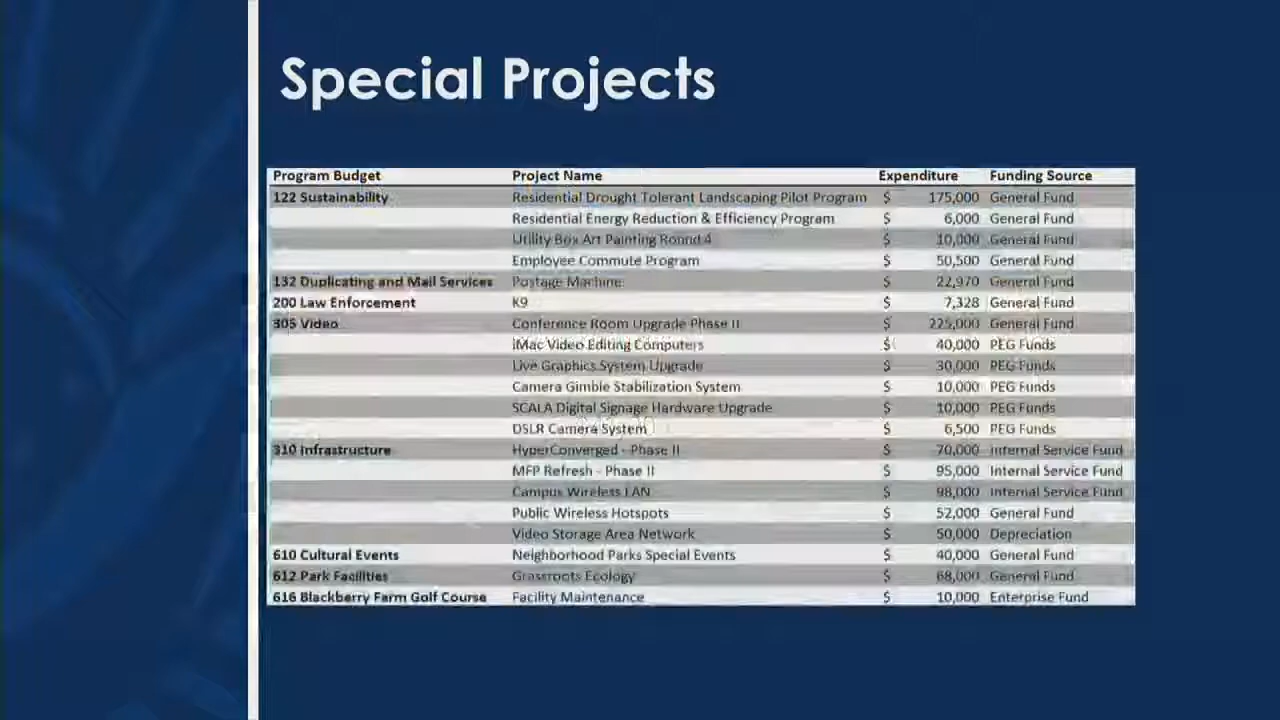 Special Projects
Program Budget Project Name Expenditure Funding Source
122 Sustainability Residential Drought Tolerant Landscaping Pilot Program $ 175,000 General Fund
Residential Energy Reduction & Efficiency Program $ 6,000 General Fund
Utility Box Art Painting Round 4 $ 10,000 General Fund
Employee Commute Program $ 50,500 General Fund
132 Duplicating and Mail Services Postage Machine $ 22,970 General Fund
200 Law Enforcement K9 $ 7,328 General Fund
305 Video Conference Room Upgrade Phase II $ 225,000 General Fund
iMac Video Editing Computers $ 40,000 PEG Funds
Live Graphics System Upgrade $ 30,000 PEG Funds
Camera Gimble Stabilization System $ 10,000 PEG Funds
SCALA Digital Signage Hardware Upgrade $ 10,000 PEG Funds
DSLR Camera System $ 6,500 PEG Funds
310 Infrastructure HyperConverged - Phase II $ 70,000 Internal Service Fund
MFP Refresh - Phase II $ 95,000 Internal Service Fund
Campus Wireless LAN $ 98,000 Internal Service Fund
Public Wireless Hotspots $ 52,000 General Fund
Video Storage Area Network $ 50,000 Depreciation
610 Cultural Events Neighborhood Parks Special Events $ 40,000 General Fund
612 Park Facilities Grassroots Ecology $ 68,000 General Fund
616 Blackberry Farm Golf Course Facility Maintenance $ 10,000 Enterprise Fund